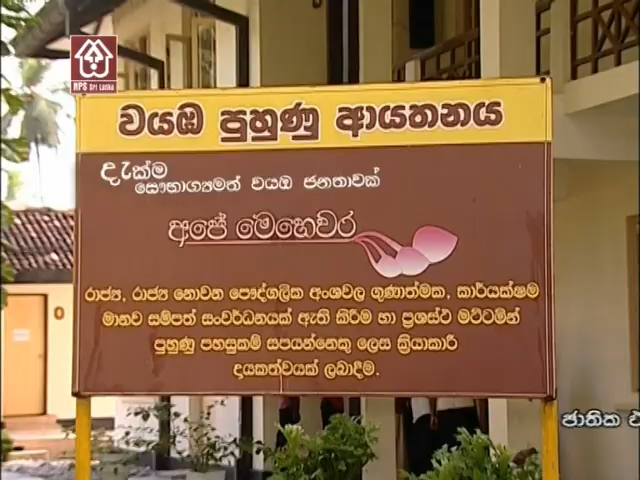 NPS Sri Lanka
වයඹ පුහුණු ආයතනය
දැක්ම
සෞභාග්‍යමත් වයඹ ජනතාවක්
අපේ මෙහෙවර
රාජ්‍ය, රාජ්‍ය නොවන පෞද්ගලික අංශවල ගුණාත්මක, කාර්යක්ෂම
මානව සම්පත් සංවර්ධනයක් ඇති කිරීම හා ප්‍රශස්ථ මට්ටමින්
පුහුණු පහසුකම් සපයන්නෙකු ලෙස ක්‍රියාකාරී
දායකත්වයක් ලබාදීම.
ජාතික